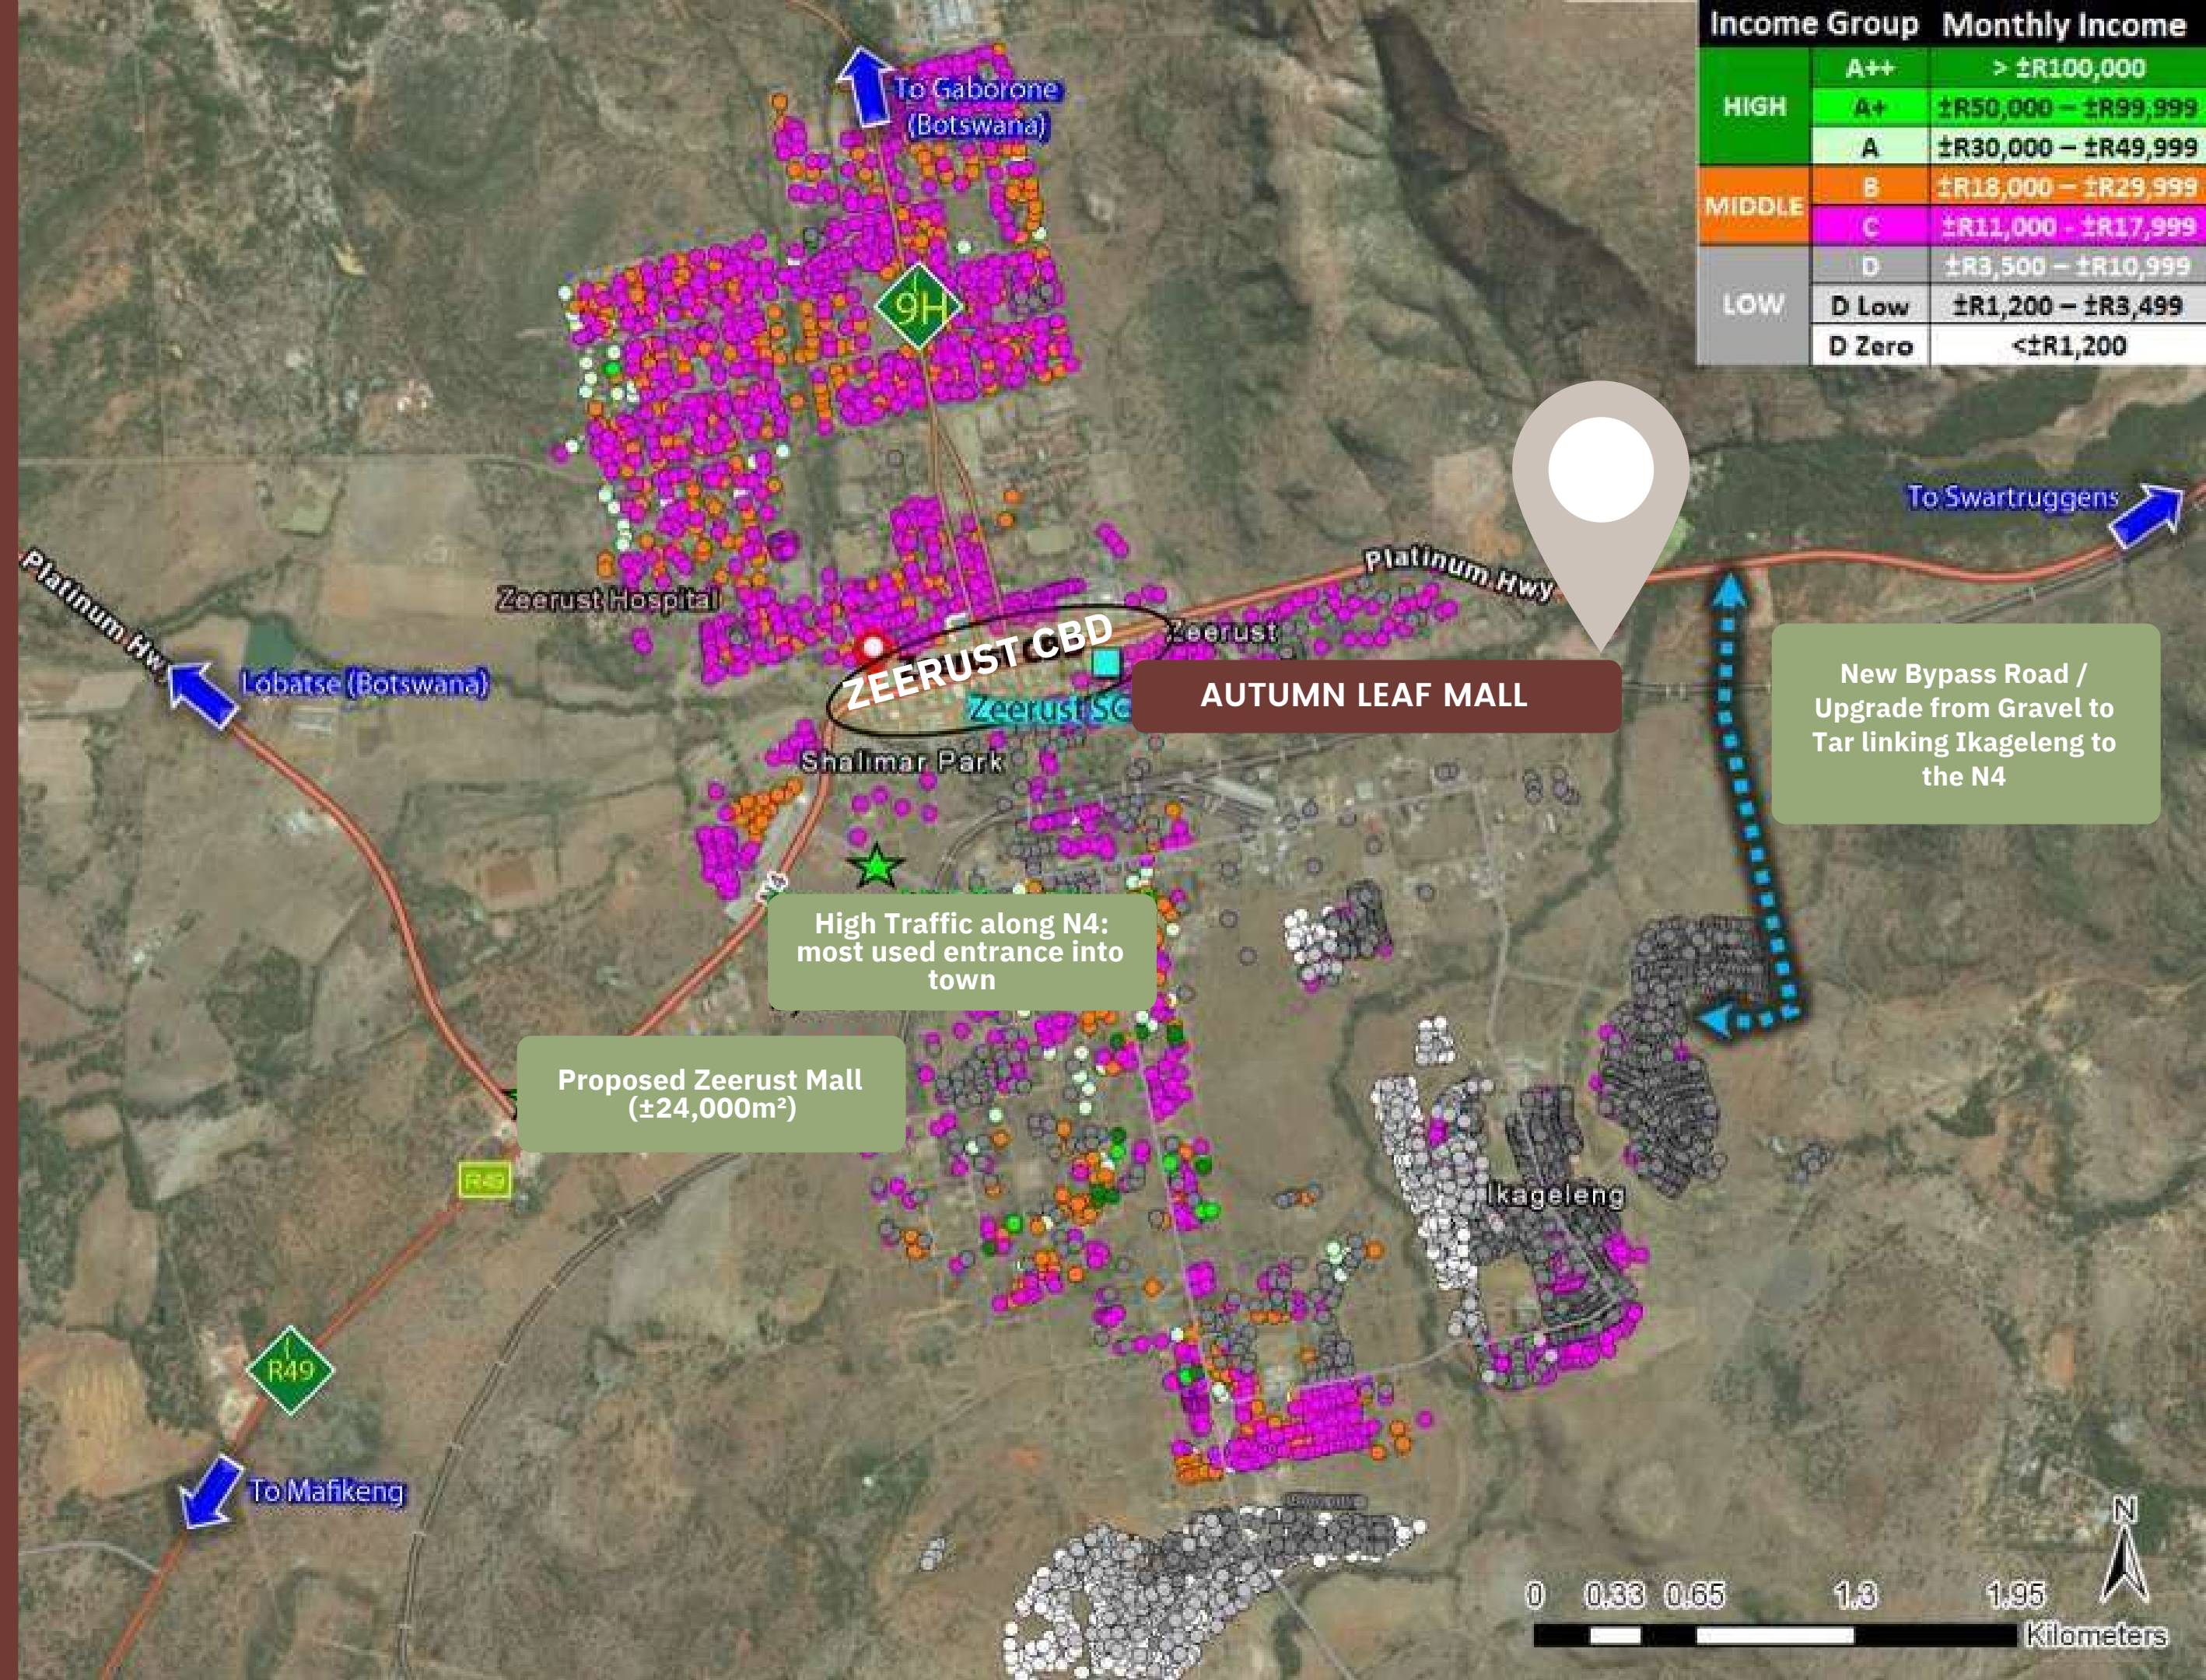 Income Group Monthly Income
HIGH
A++ > ±R100,000
A+ ±R50,000 – ±R99,999
A ±R30,000 – ±R49,999
MIDDLE
B ±R18,000 – ±R29,999
C ±R11,000 - ±R17,999
LOW
D ±R3,500 – ±R10,999
D Low ±R1,200 – ±R3,499
D Zero <±R1,200
To Gaborone
(Botswana)
9H
To Swartruggens
Platinum Hwy
Platinum Hwy
Zeerust Hospital
ZEERUST CBD
Zeerust
Lobatse (Botswana)
Zeerust SC
AUTUMN LEAF MALL
New Bypass Road /
Upgrade from Gravel to
Tar linking Ikageleng to
the N4
Shalimar Park
N4
High Traffic along N4:
most used entrance into
town
Proposed Zeerust Mall
(±24,000m²)
R49
Ikageleng
R49
To Mafikeng
N
0 0.33 0.65 1.3 1.95
Kilometers